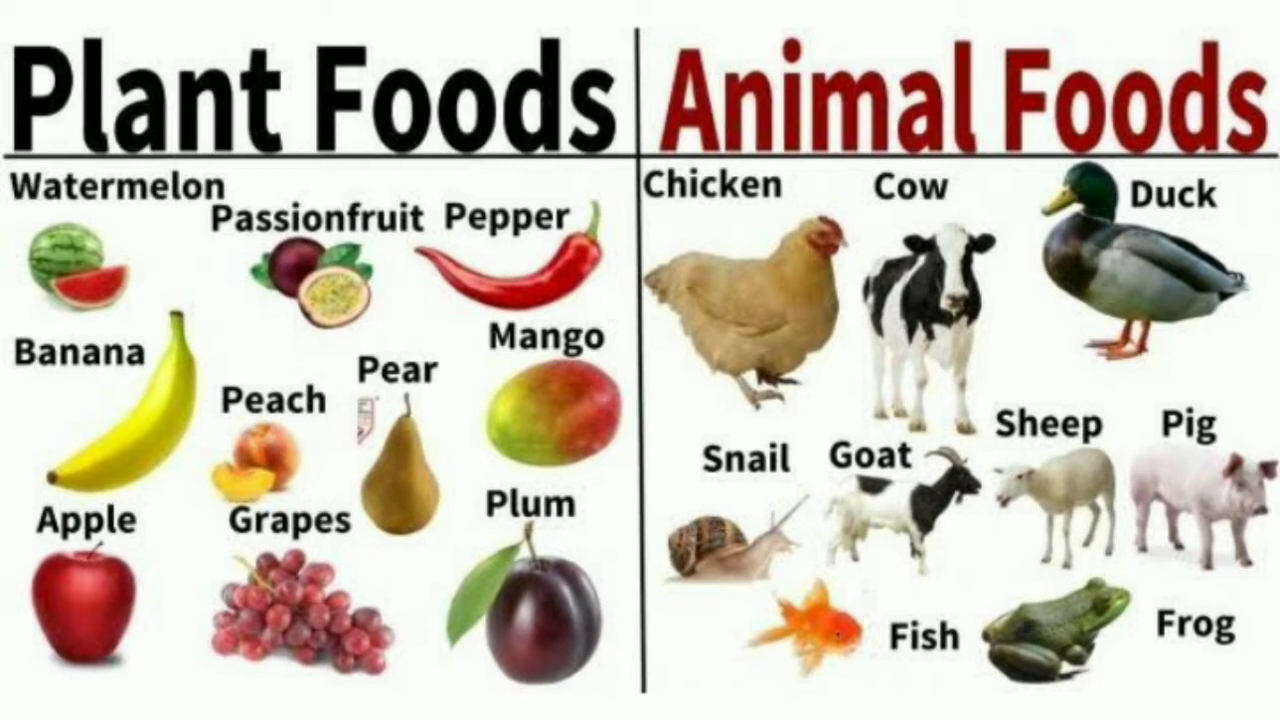 Plant Foods
Animal Foods
Watermelon
Passionfruit
Pepper
Banana
Mango
Pear
Peach
Apple
Grapes
Plum
Chicken
Cow
Duck
Snail
Goat
Sheep
Pig
Fish
Frog